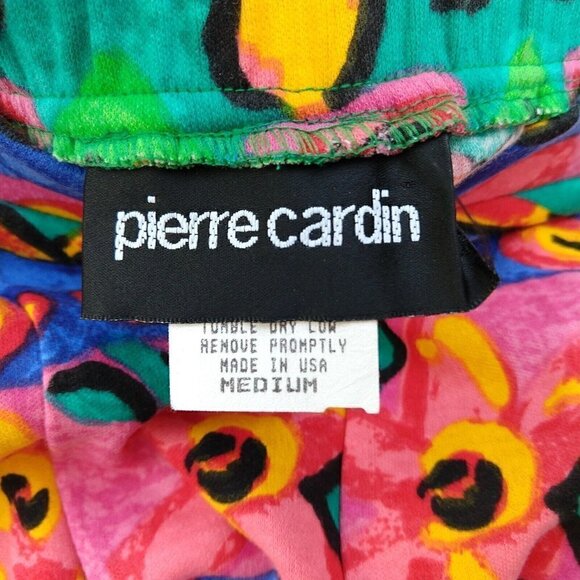 pierre cardin
TUMBLE DRY LOW
REMOVE PROMPTLY
MADE IN USA
MEDIUM